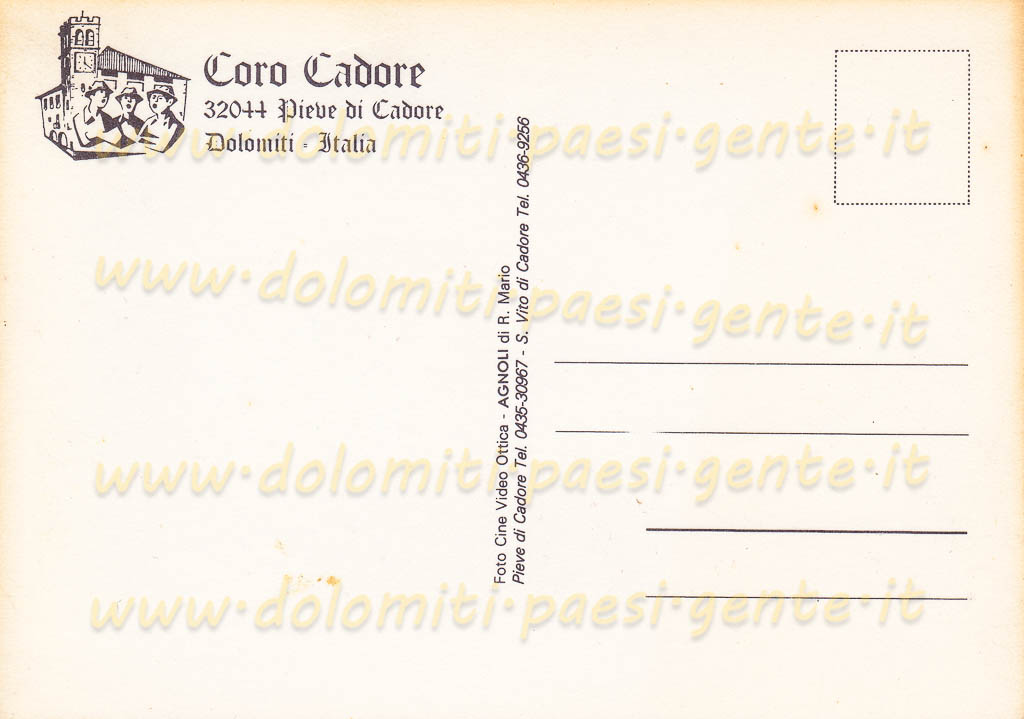 Coro Cadore
32044 Pieve di Cadore
Dolomiti - Italia
Foto Cine Video Ottica - AGNOLI di R. Mario
Pieve di Cadore Tel. 0435-30967 - S. Vito di Cadore Tel. 0436-9256
www.dolomiti-paesi-gente.it
www.dolomiti-paesi-gente.it
www.dolomiti-paesi-gente.it
www.dolomiti-paesi-gente.it